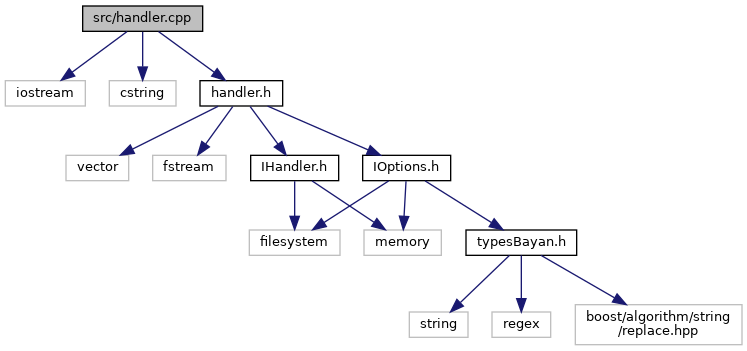 src/handler.cpp
iostream
cstring
handler.h
vector
fstream
IHandler.h
IOptions.h
filesystem
memory
typesBayan.h
string
regex
boost/algorithm/string
/replace.hpp